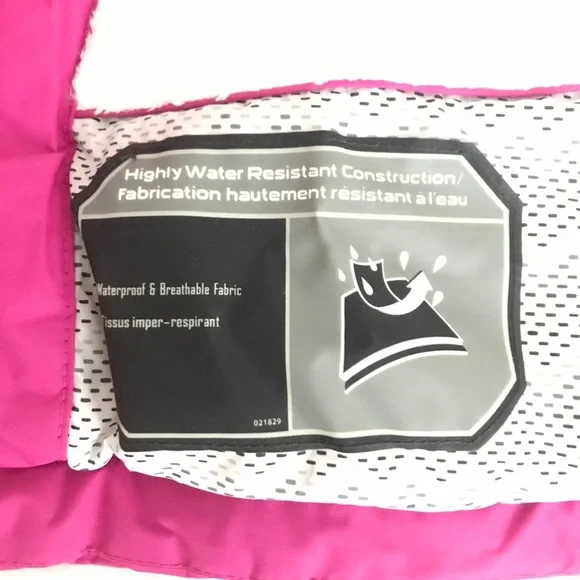 Highly Water Resistant Construction/
Fabrication hautement résistant à l'eau
Waterproof & Breathable Fabric
Tissus imper-respirant
021829